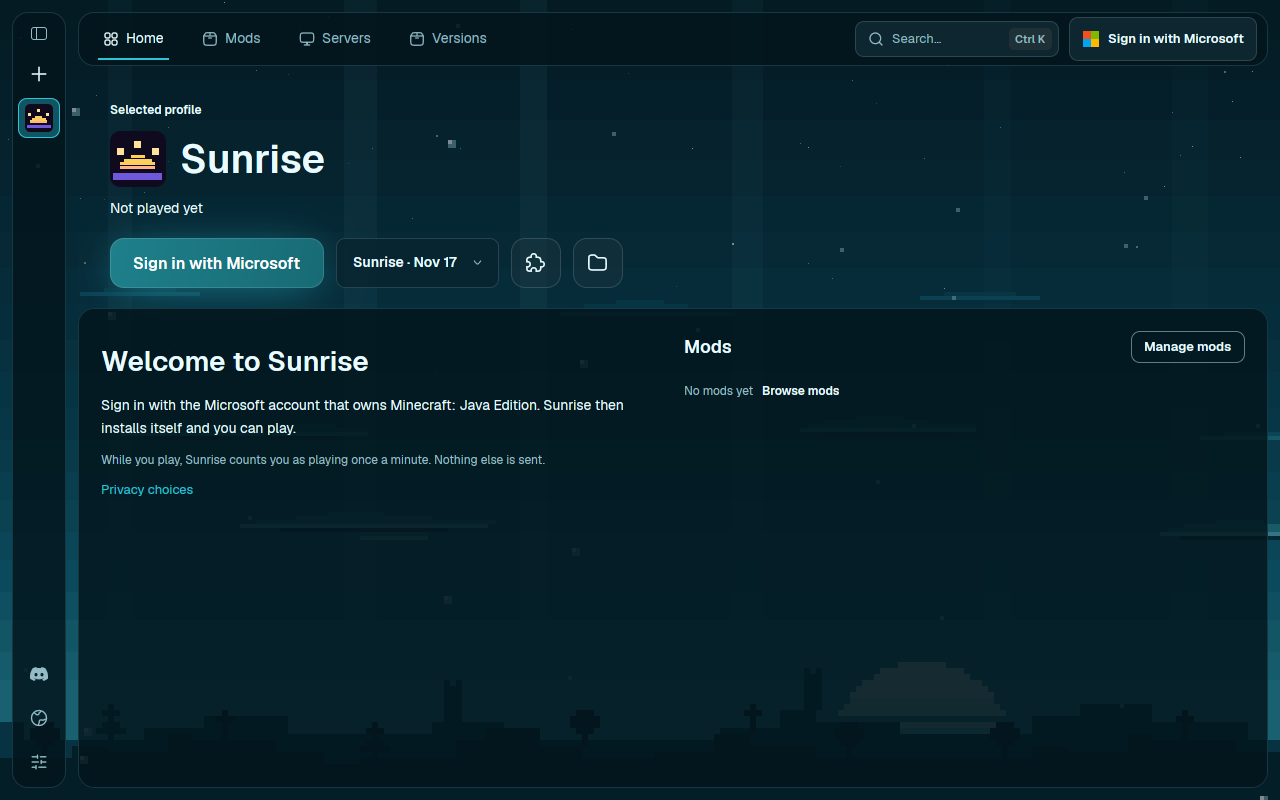 Home
Mods
Servers
Versions
Search...
Ctrl K
Sign in with Microsoft
Selected profile
Sunrise
Not played yet
Sign in with Microsoft
Sunrise · Nov 17
Welcome to Sunrise
Sign in with the Microsoft account that owns Minecraft: Java Edition. Sunrise then
installs itself and you can play.
While you play, Sunrise counts you as playing once a minute. Nothing else is sent.
Privacy choices
Mods
Manage mods
No mods yet Browse mods